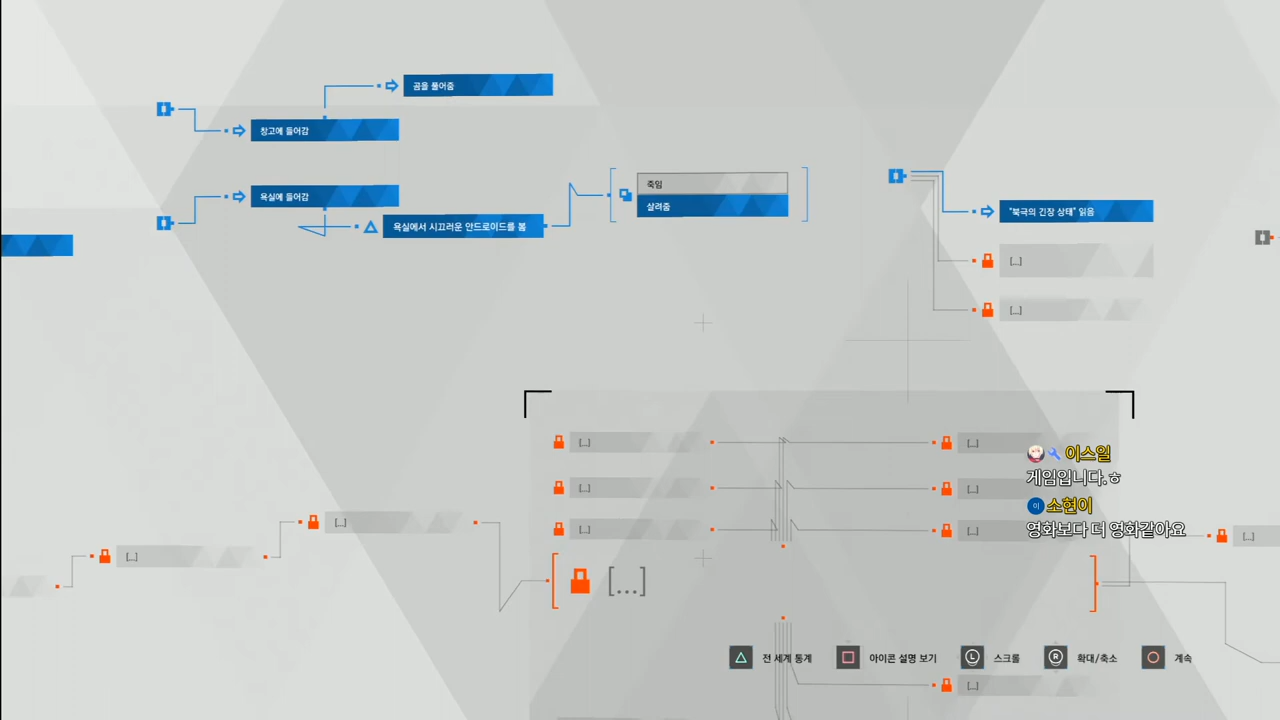 곰을 풀어줌
창고에 들어감
욕실에 들어감
욕실에서 시끄러운 안드로이드를 봄
죽임
살려줌
"북극의 긴장 상태" 읽음
[...]
[...]
[...]
[...]
[...]
[...]
[...]
[...]
[...]
[...]
[...]
[...]
[...]
이스일
게임입니다.ㅎ
소현이
영화보다 더 영화같아요
전 세계 통계
아이콘 설명 보기
L
스크롤
R
확대/축소
계속